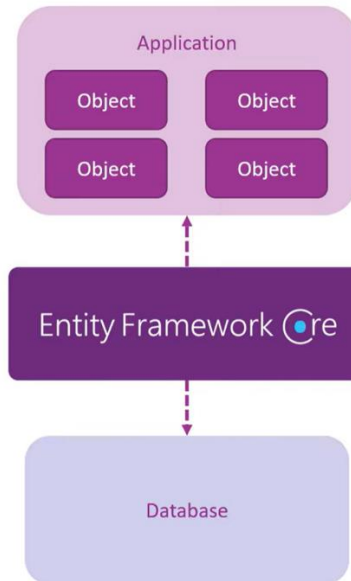 Application
Object Object
Object Object
Entity Framework Core
Database